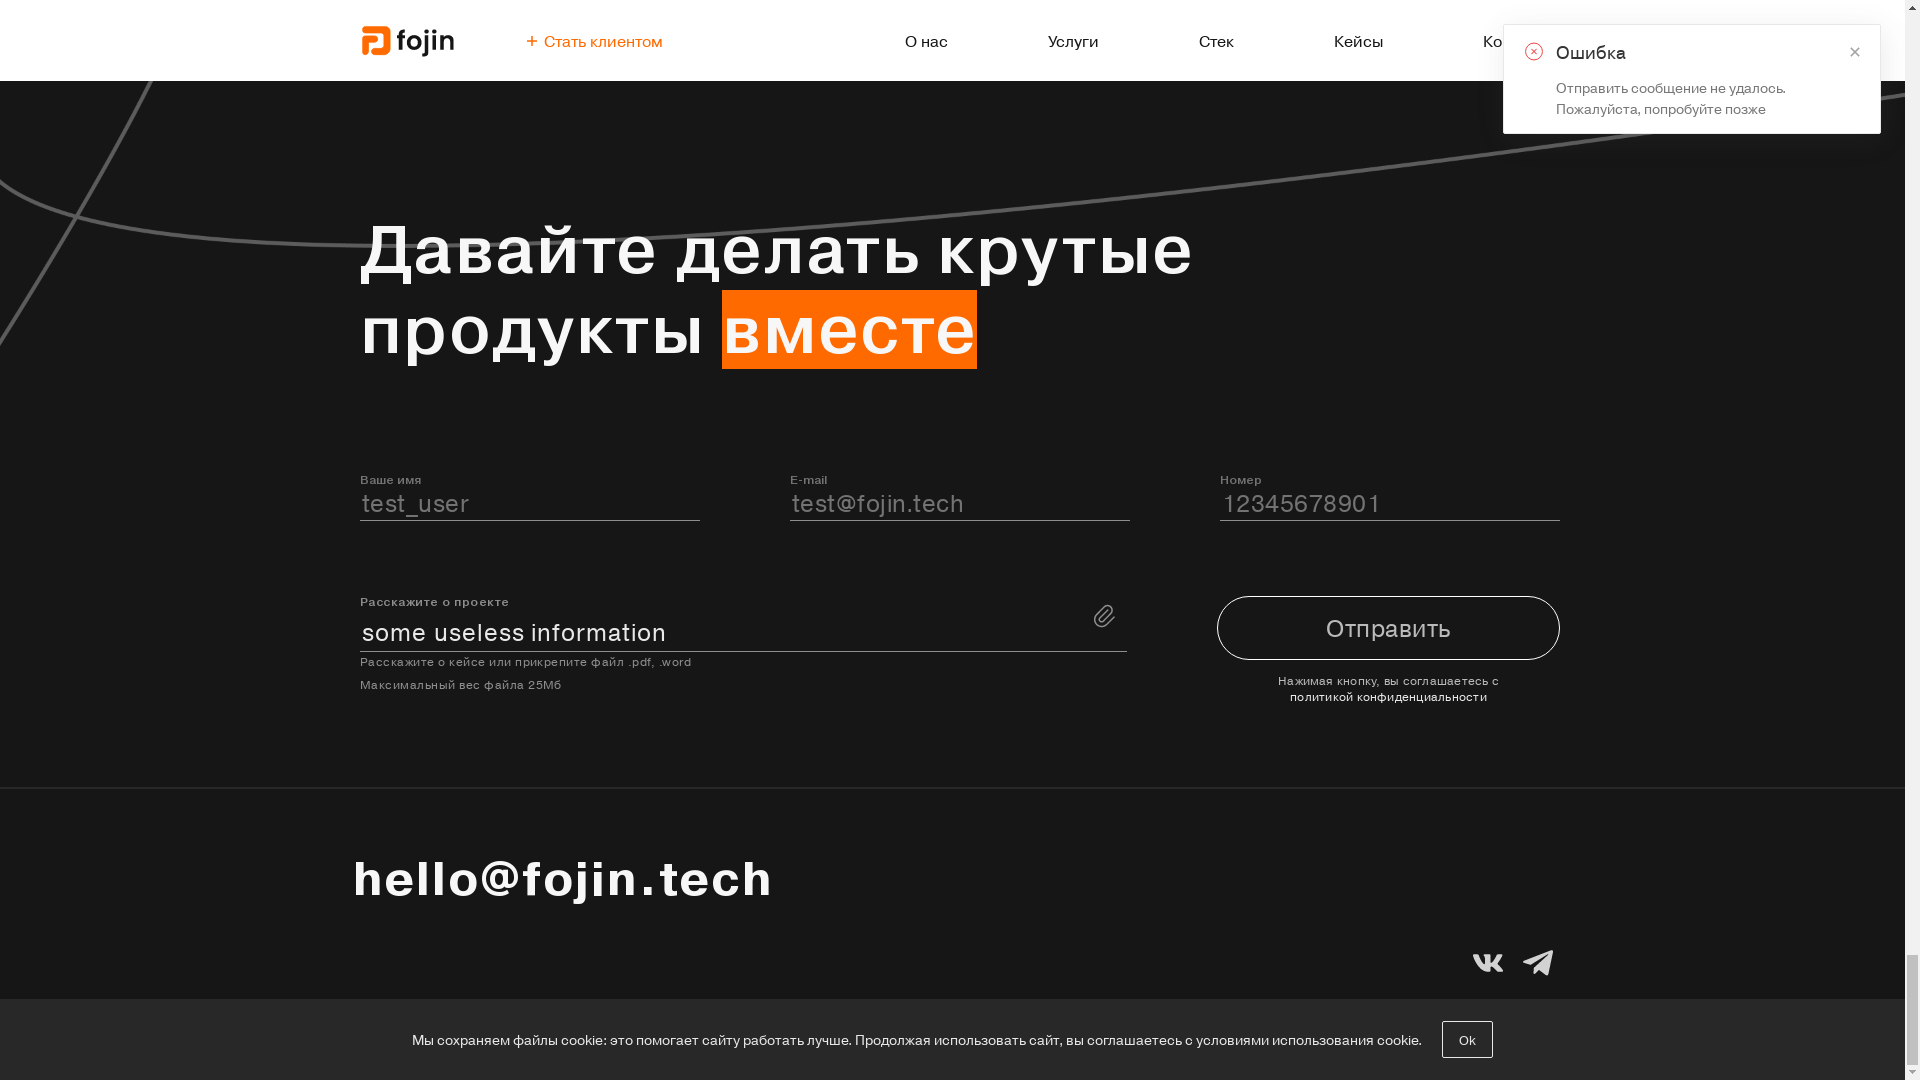 fojin
+ Стать клиентом
О нас
Услуги
Стек
Кейсы
Ко
Ошибка
Отправить сообщение не удалось.
Пожалуйста, попробуйте позже
Давайте делать крутые
продукты вместе
Ваше имя
test_user
E-mail
test@fojin.tech
Номер
12345678901
Расскажите о проекте
some useless information
Расскажите о кейсе или прикрепите файл .pdf, .word
Максимальный вес файла 25Мб
Отправить
Нажимая кнопку, вы соглашаетесь с
политикой конфиденциальности
hello@fojin.tech
Мы сохраняем файлы cookie: это помогает сайту работать лучше. Продолжая использовать сайт, вы соглашаетесь с условиями использования cookie.
Ok